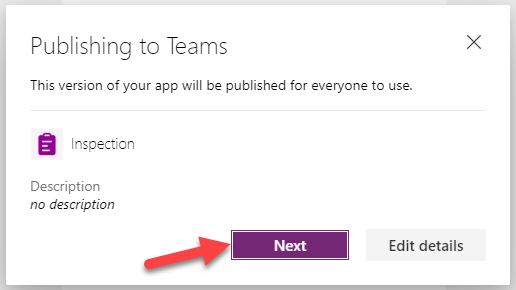 Publishing to Teams
This version of your app will be published for everyone to use.
Inspection
Description
no description
Next
Edit details